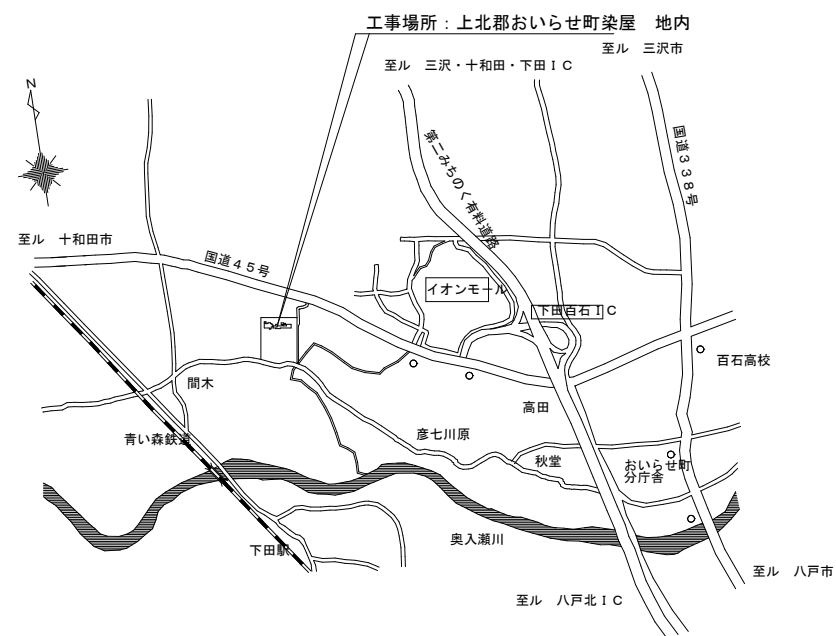 工事場所：上北郡おいらせ町染屋　地内
至ル　三沢市
至ル　三沢・十和田・下田ＩＣ
N
第二みちのく有料道路
国道３３８号
至ル　十和田市
国道４５号
イオンモール
下田百石ＩＣ
百石高校
間木
高田
青い森鉄道
彦七川原
秋堂
おいらせ町
分庁舎
奥入瀬川
下田駅
至ル　八戸市
至ル　八戸北ＩＣ